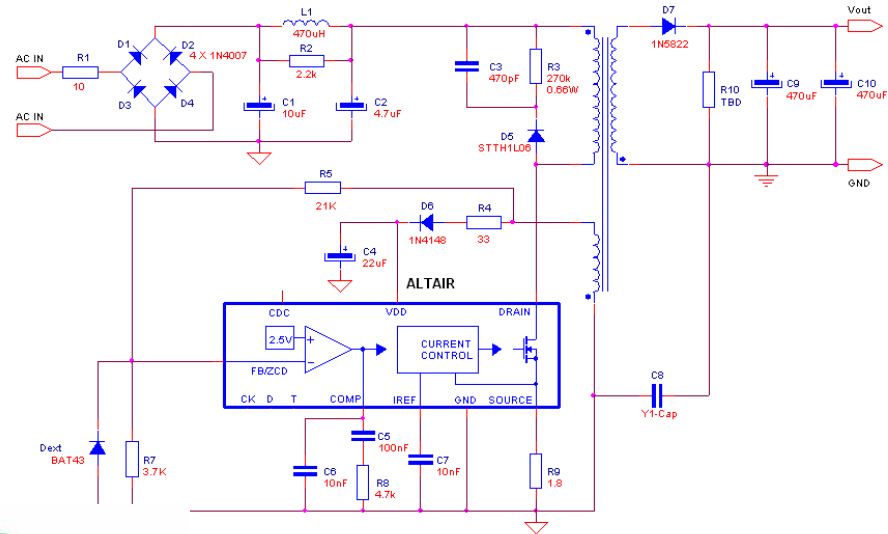 L1
470uH
R2
2.2k
AC IN
R1
10
D1
D2
4 X 1N4007
D3
D4
AC IN
C1
10uF
C2
4.7uF
C3
470pF
R3
270k
0.66W
D5
STTH1L06
D7
1N5822
Vout
R10
TBD
C9
470uF
C10
470uF
GND
R5
21K
D6
1N4148
R4
33
C4
22uF
ALTAIR
CDC
VDD
DRAIN
2.5V
+
-
CURRENT
CONTROL
FB/ZCD
CK
D
T
COMP
IREF
GND
SOURCE
C8
Y1-Cap
Dext
BAT43
R7
3.7K
C6
10nF
C5
100nF
R8
4.7k
C7
10nF
R9
1.8